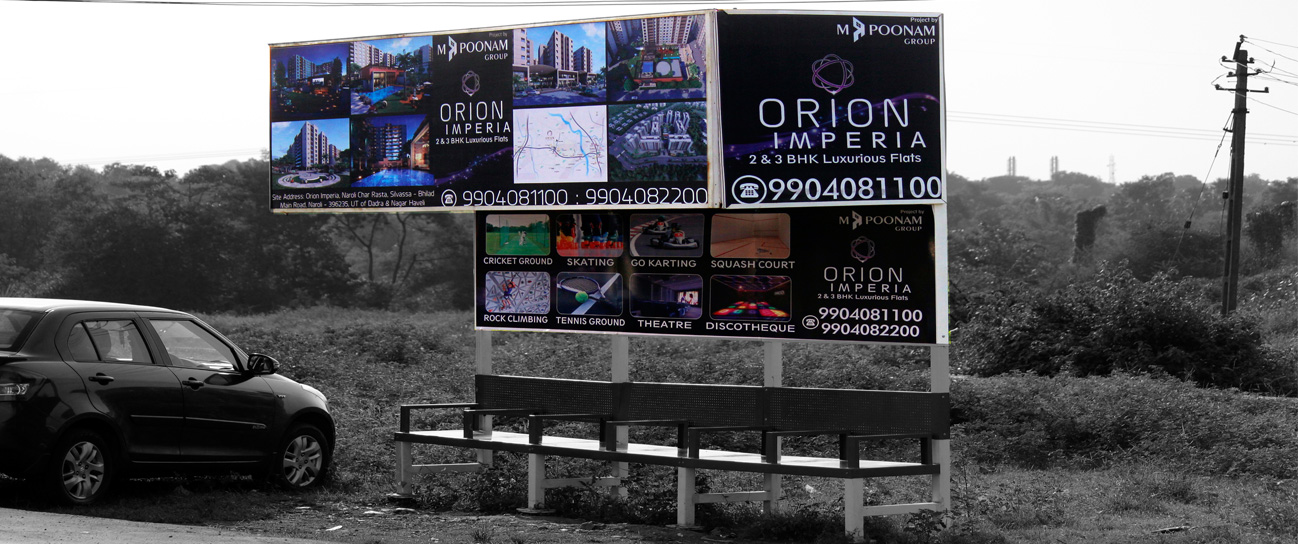 Project by
M POONAM
GROUP
ORION
IMPERIA
2 & 3 BHK Luxurious Flats
Site Address: Orion Imperia, Naroli Char Rasta, Silvassa - Bhilad
Main Road. Naroli - 396235, UT of Dadra & Nagar Haveli
9904081100 : 9904082200
Project by
M POONAM
GROUP
ORION
IMPERIA
2 & 3 BHK Luxurious Flats
9904081100
CRICKET GROUND SKATING GO KARTING SQUASH COURT
ROCK CLIMBING TENNIS GROUND THEATRE DISCOTHEQUE
Project by
M POONAM
GROUP
ORION
IMPERIA
2 & 3 BHK Luxurious Flats
9904081100
9904082200